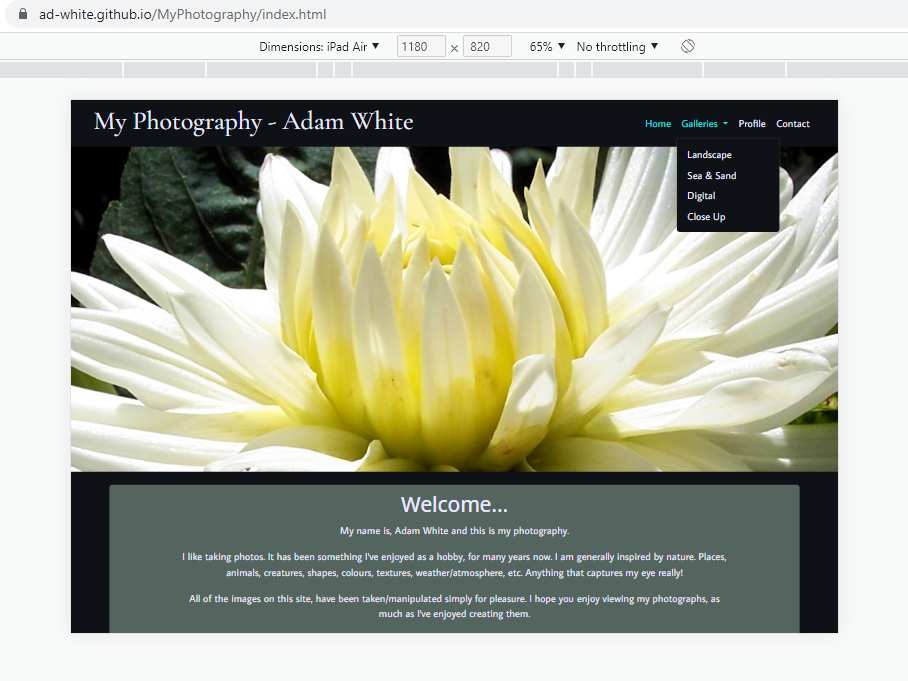 ad-white.github.io/MyPhotography/index.html
Dimensions: iPad Air ▼ 1180 x 820 65% ▼ No throttling ▼
My Photography - Adam White
Home Galleries Profile Contact
Landscape
Sea & Sand
Digital
Close Up
Welcome...
My name is, Adam White and this is my photography.
I like taking photos. It has been something I've enjoyed as a hobby, for many years now. I am generally inspired by nature. Places,
animals, creatures, shapes, colours, textures, weather/atmosphere, etc. Anything that captures my eye really!
All of the images on this site, have been taken/manipulated simply for pleasure. I hope you enjoy viewing my photographs, as
much as I've enjoyed creating them.